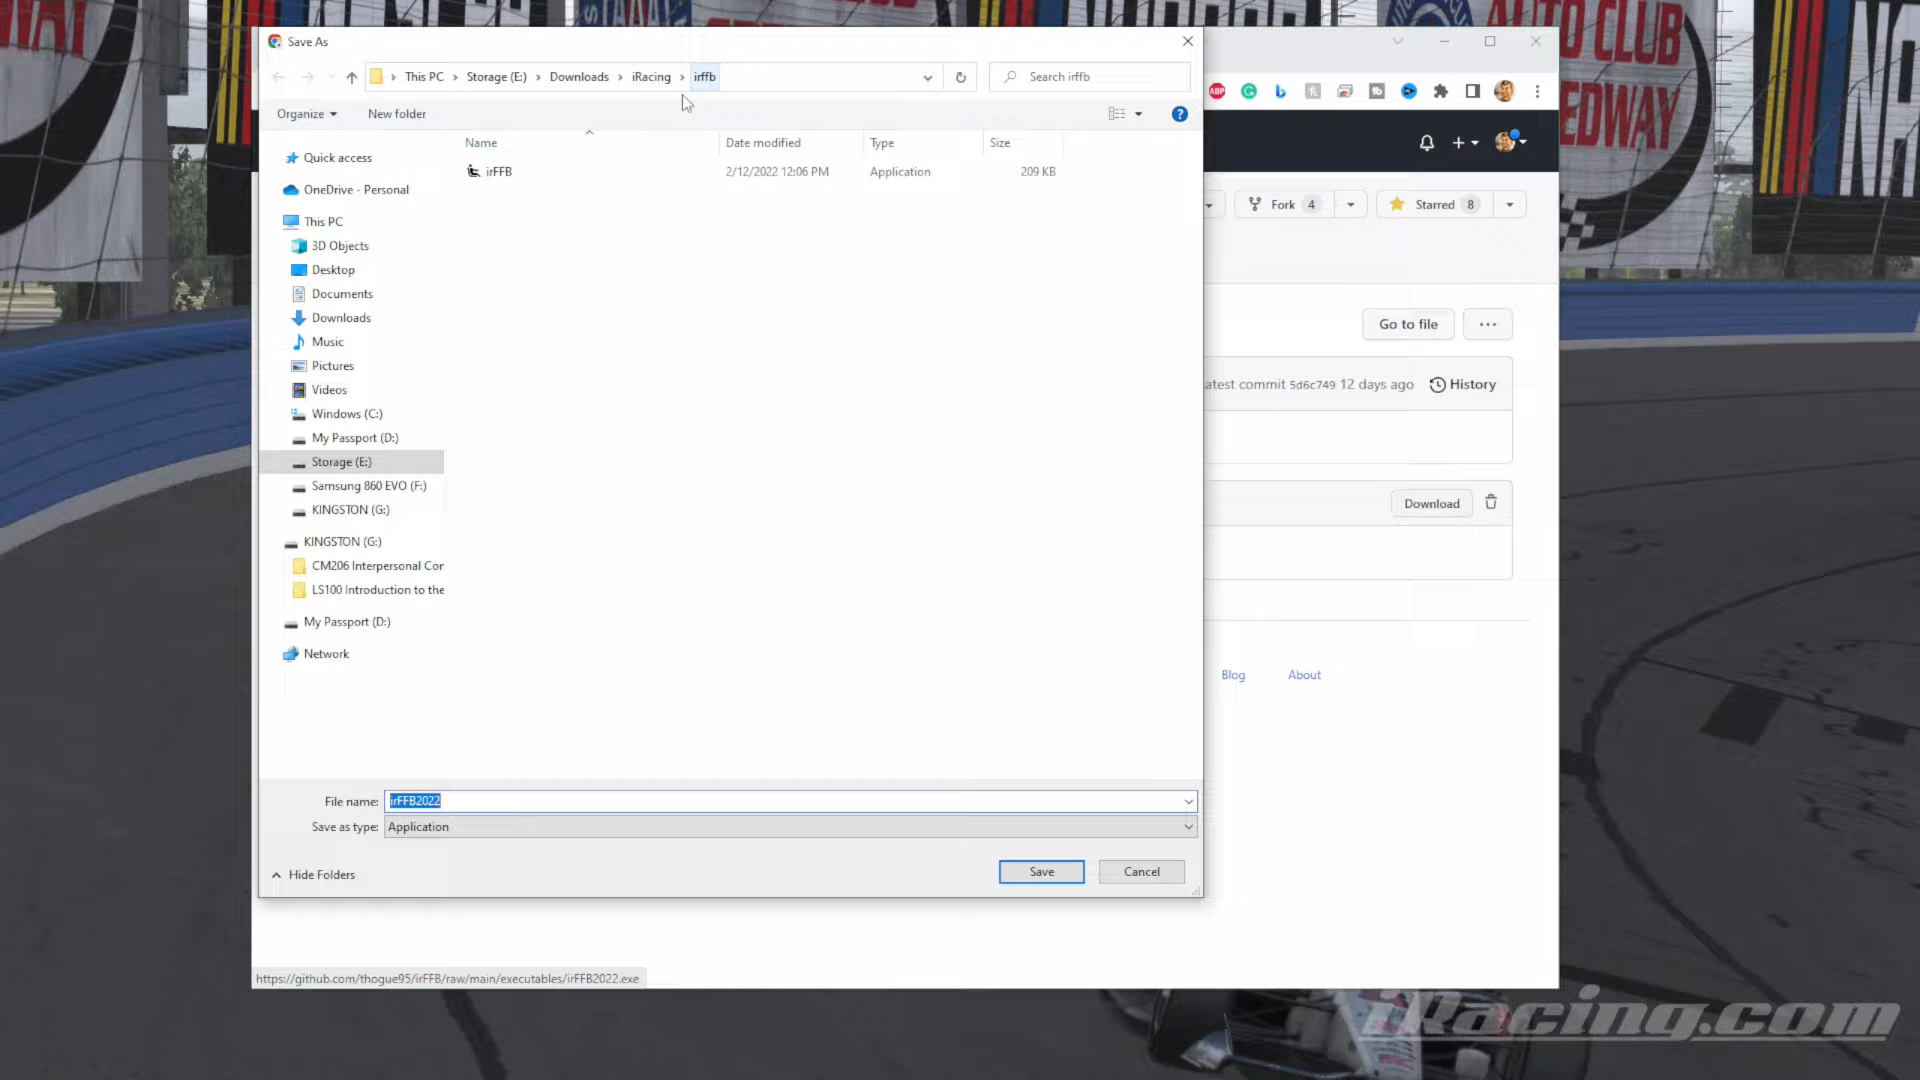 Save As
This PC
Storage (E:)
Downloads
iRacing
irffb
Search irffb
Organize
New folder
Name
Date modified
Type
Size
irFFB
2/12/2022 12:06 PM
Application
209 KB
Quick access
OneDrive - Personal
This PC
3D Objects
Desktop
Documents
Downloads
Music
Pictures
Videos
Windows (C:)
My Passport (D:)
Storage (E:)
Samsung 860 EVO (F:)
KINGSTON (G:)
KINGSTON (G:)
CM206 Interpersonal Cor
LS100 Introduction to the
My Passport (D:)
Network
File name:
irFFB2022
Save as type:
Application
Hide Folders
Save
Cancel
ABP
Fork 4
Starred 8
Go to file
atest commit 5d6c749 12 days ago
History
Download
Blog
About
https://github.com/thogue95/irFFB/raw/main/executables/irFFB2022.exe
AUTO CLUB
SPEEDWAY
iRacing.com